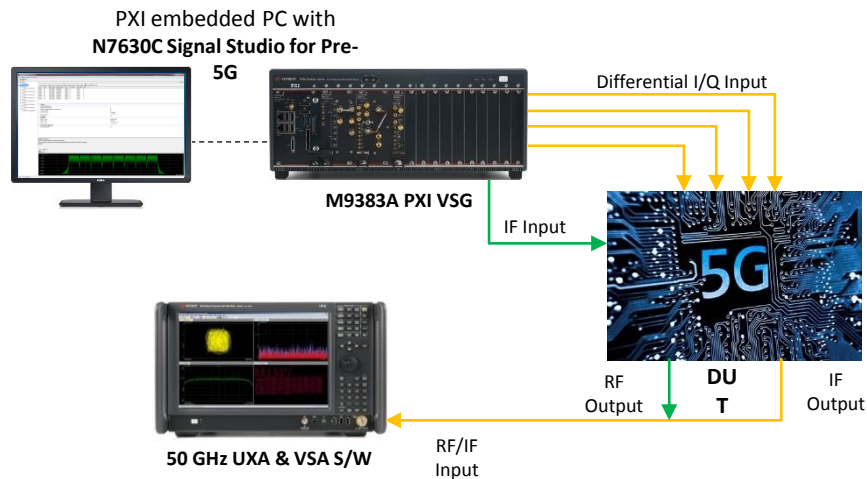 PXI embedded PC with
N7630C Signal Studio for Pre-
5G
Differential I/Q Input
PXI
M9383A PXI VSG
IF Input
5G
RF
Output
DU
T
IF
Output
RF/IF
Input
50 GHz UXA & VSA S/W